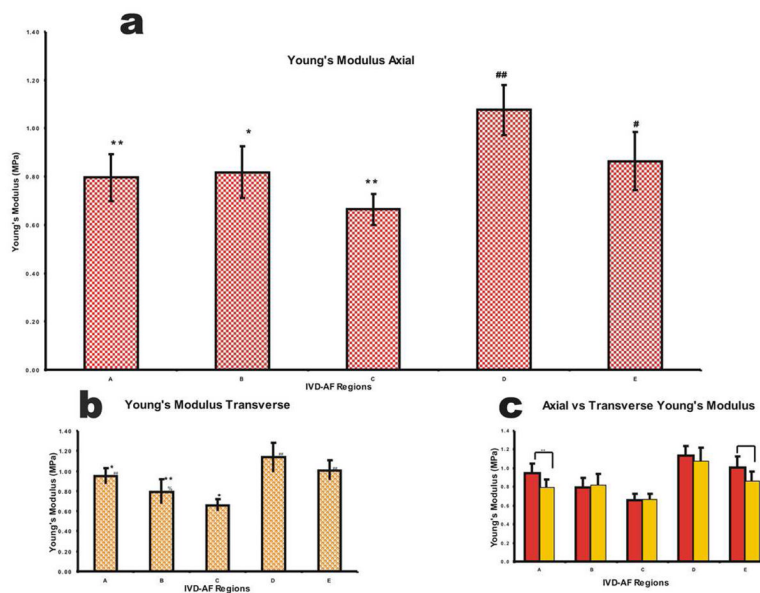 a
Young's Modulus Axial
Young's Modulus (MPa)
1.40
1.20
1.00
0.80
0.60
0.40
0.20
0.00
**
*
**
##
#
A B C D E
IVD-AF Regions
b
Young's Modulus Transverse
Young's Modulus (MPa)
1.40
1.20
1.00
0.80
0.60
0.40
0.20
0.00
*
**
*
A B C D E
IVD-AF Regions
c
Axial vs Transverse Young's Modulus
Young's Modulus (MPa)
1.4
1.2
1.0
0.8
0.6
0.4
0.2
0.0
A B C D E
IVD-AF Regions